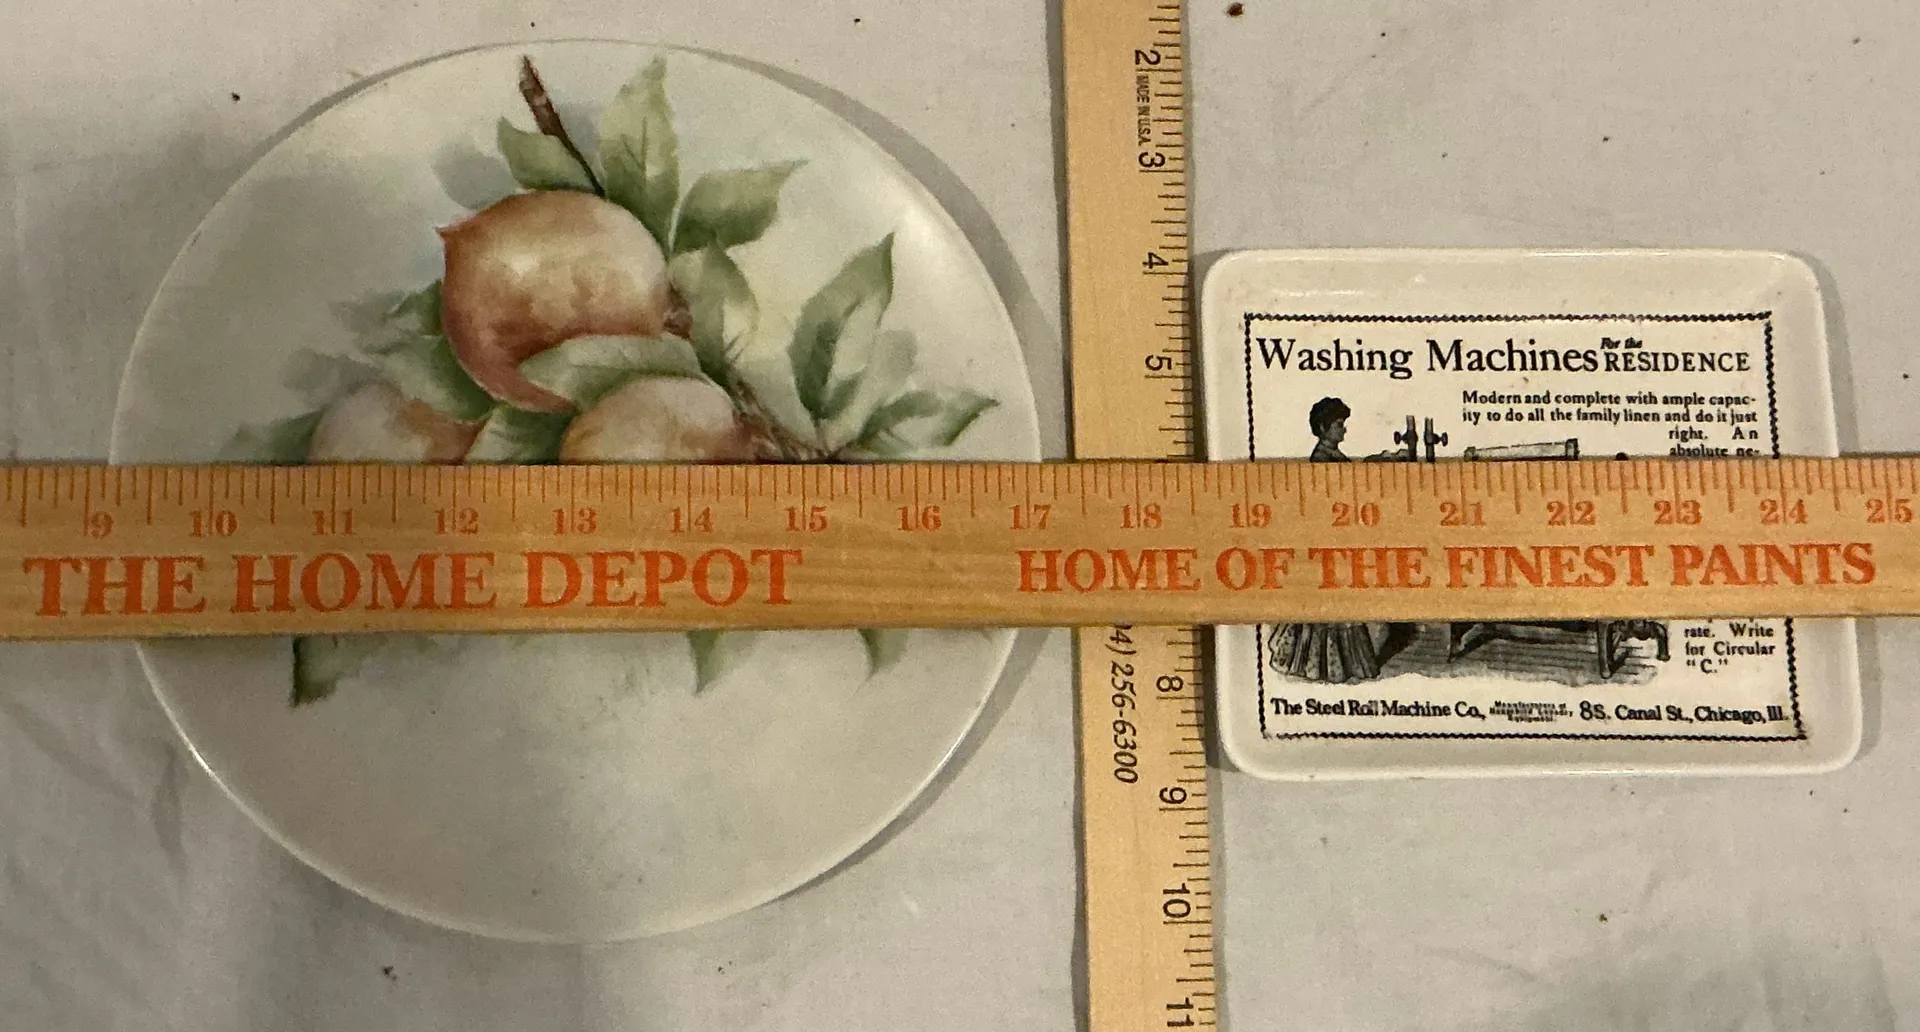 2
MADE IN U.S.A.
3
4
5
Washing Machines For the RESIDENCE
Modern and complete with ample capac-
ity to do all the family linen and do it just
right. An
absolute ne-
9 10 11 12 13 14 15 16 17 18 19 20 21 22 23 24 25
THE HOME DEPOT HOME OF THE FINEST PAINTS
4) 256-6300
8
9
10
11
rate. Write
for Circular
"C."
The Steel Roll Machine Co., 8 S. Canal St., Chicago, Ill.